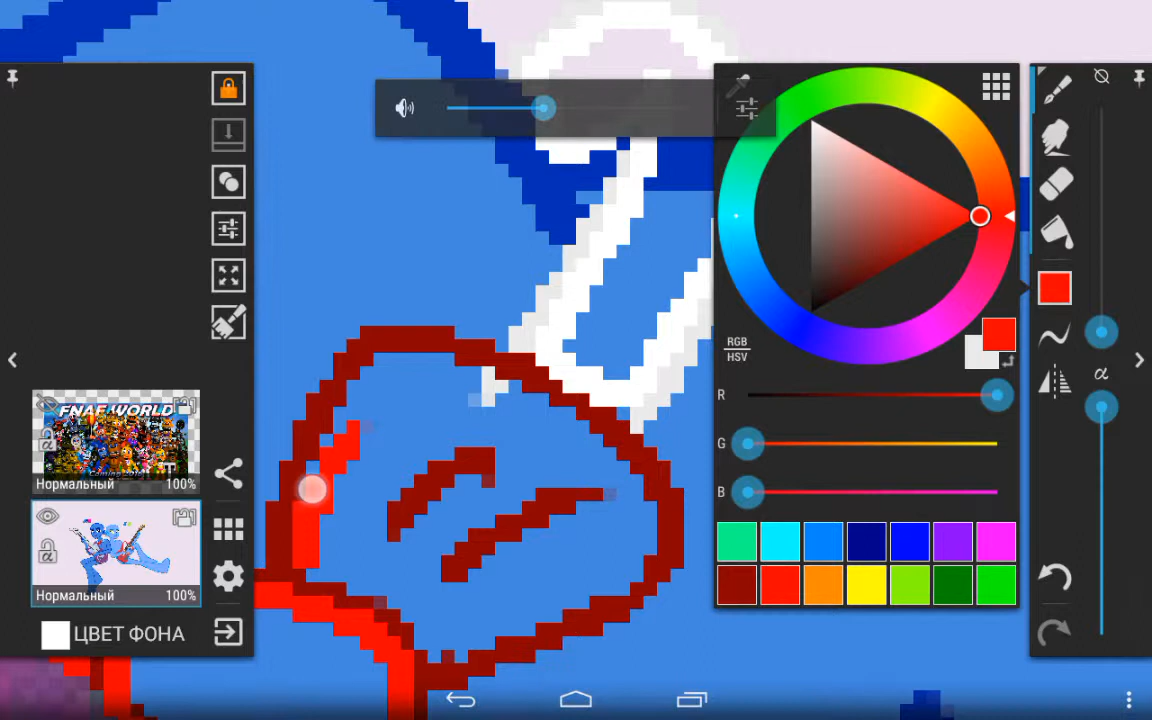 FNAF WORLD
Нормальный 100%
Нормальный 100%
ЦВЕТ ФОНА
RGB
HSV
R
G
B
α
α
α